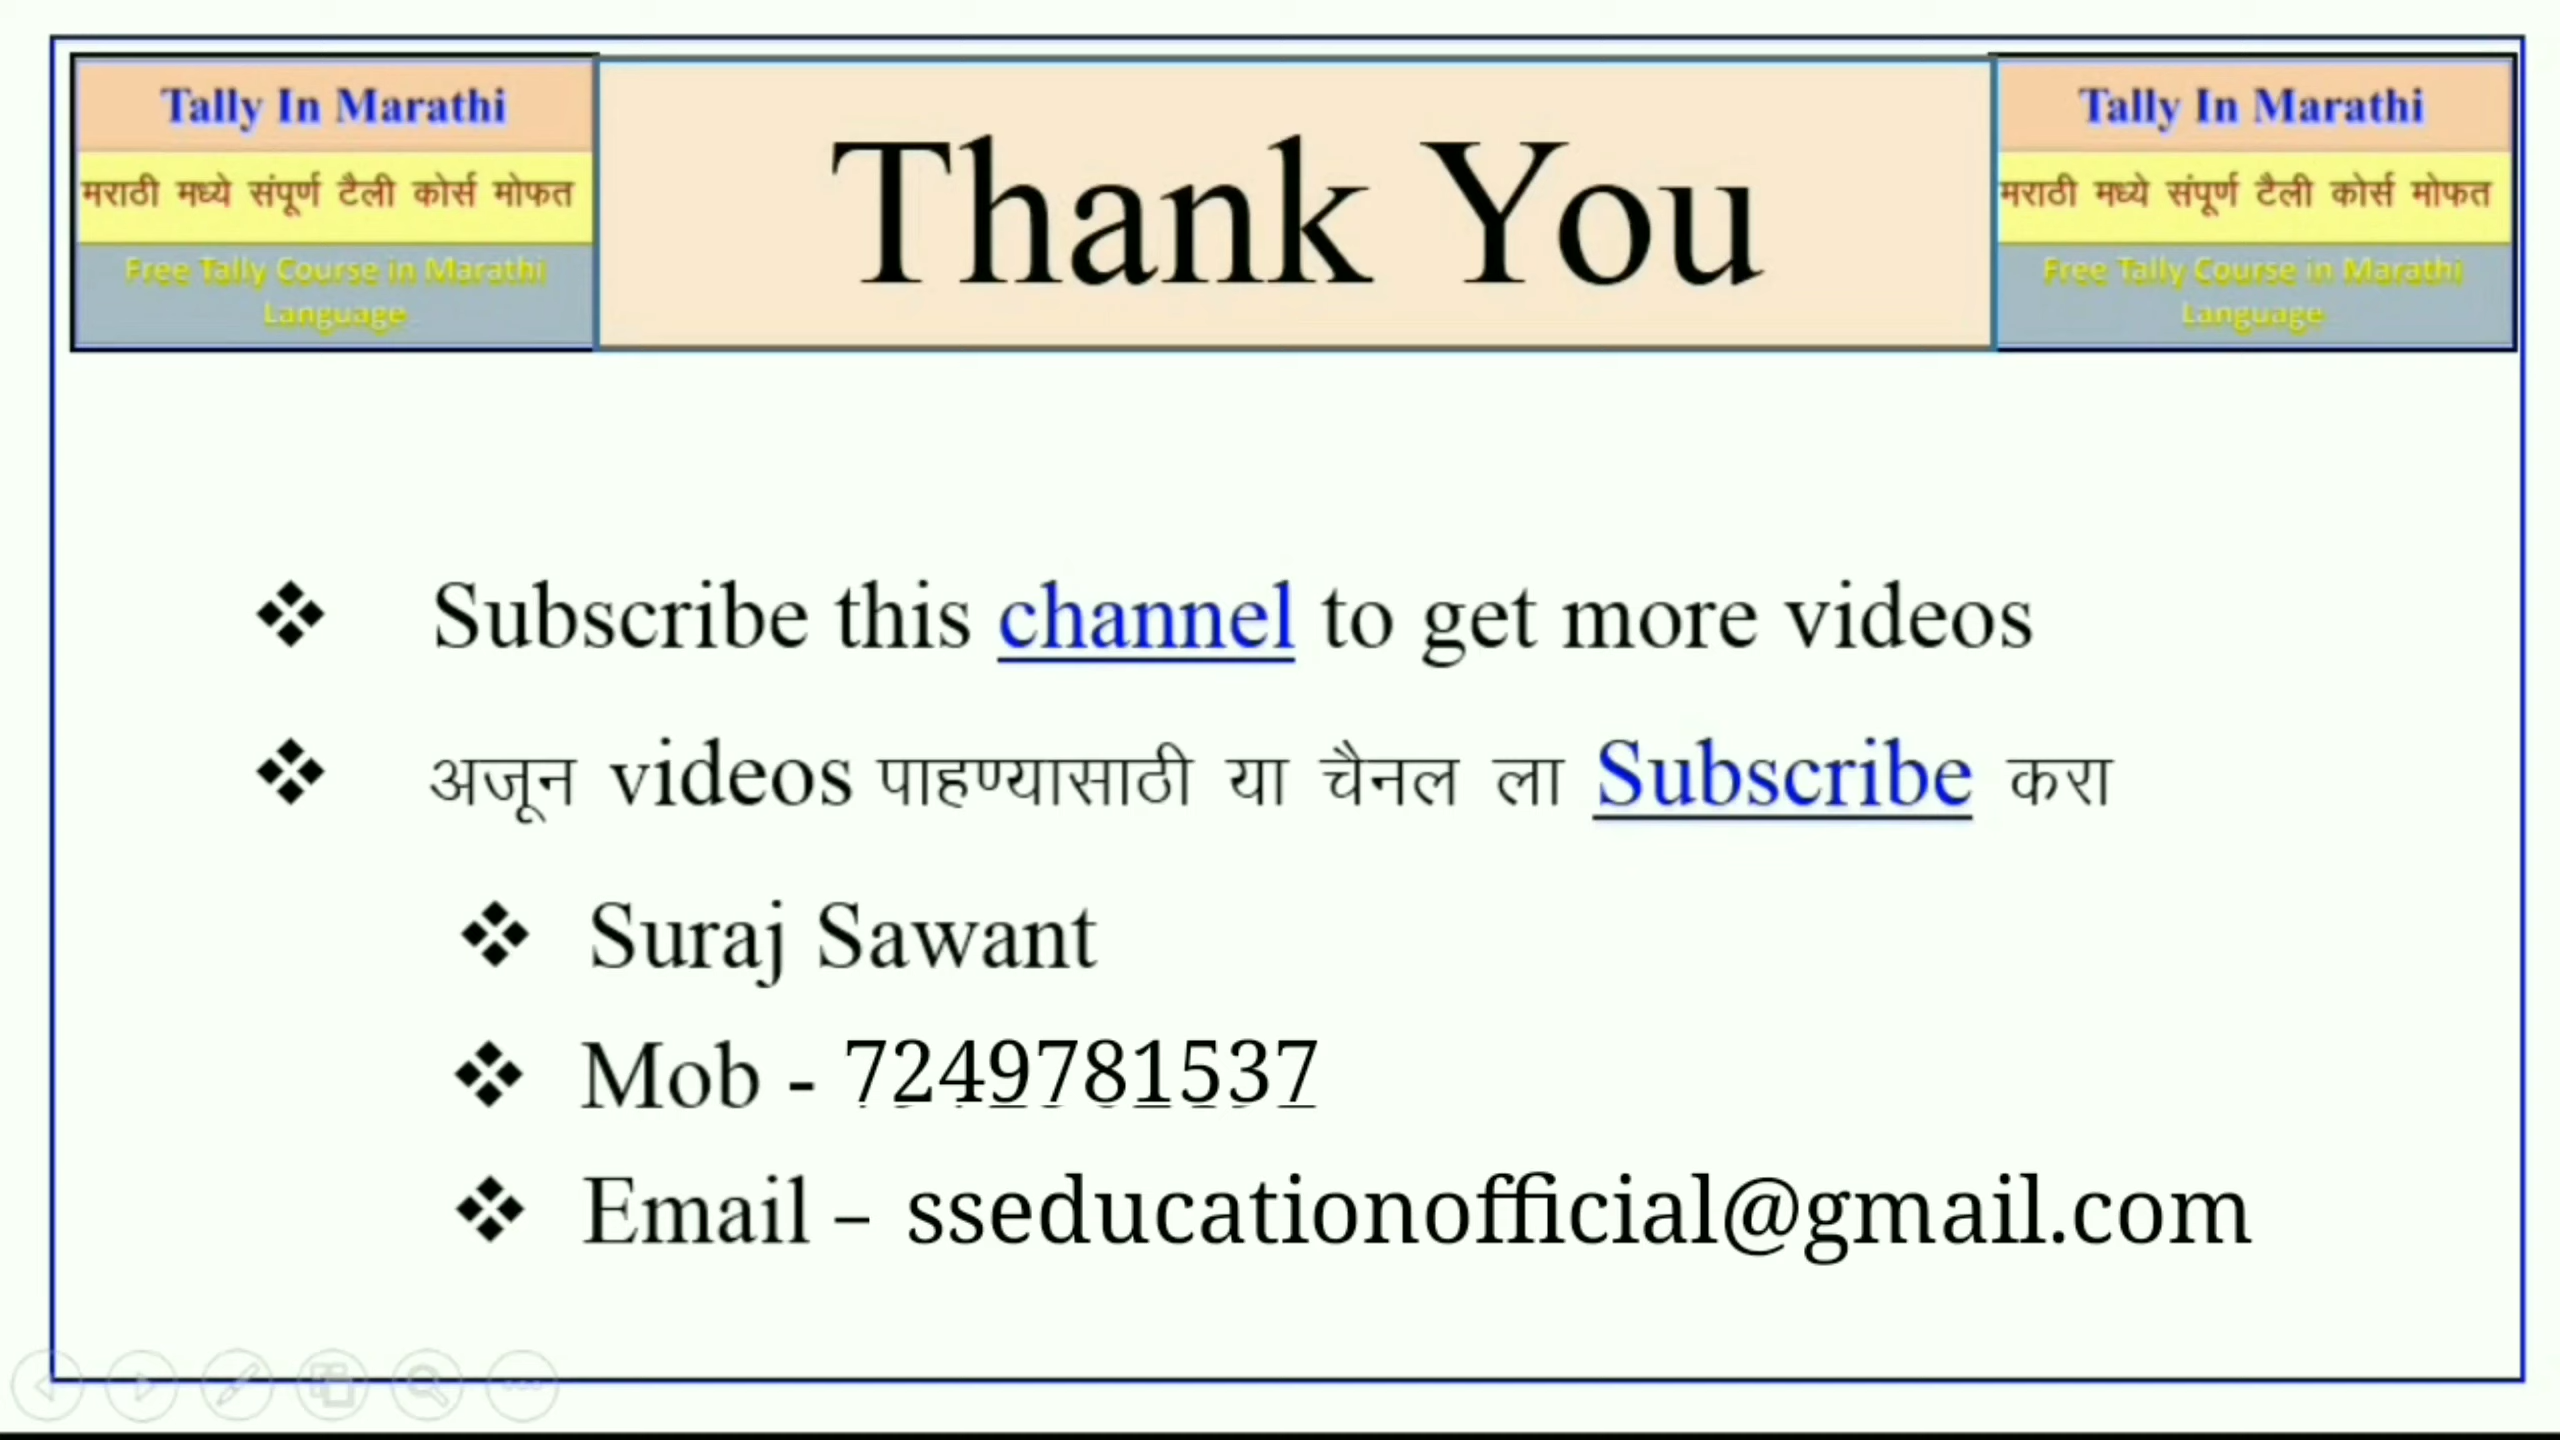 Tally In Marathi
मराठी मध्ये संपूर्ण टैली कोर्स मोफत
Free Tally Course in Marathi
Language
Thank You
Tally In Marathi
मराठी मध्ये संपूर्ण टैली कोर्स मोफत
Free Tally Course in Marathi
Language
❖ Subscribe this channel to get more videos
❖ अजून videos पाहण्यासाठी या चैनल ला Subscribe करा
❖ Suraj Sawant
❖ Mob - 7249781537
❖ Email – sseducationofficial@gmail.com